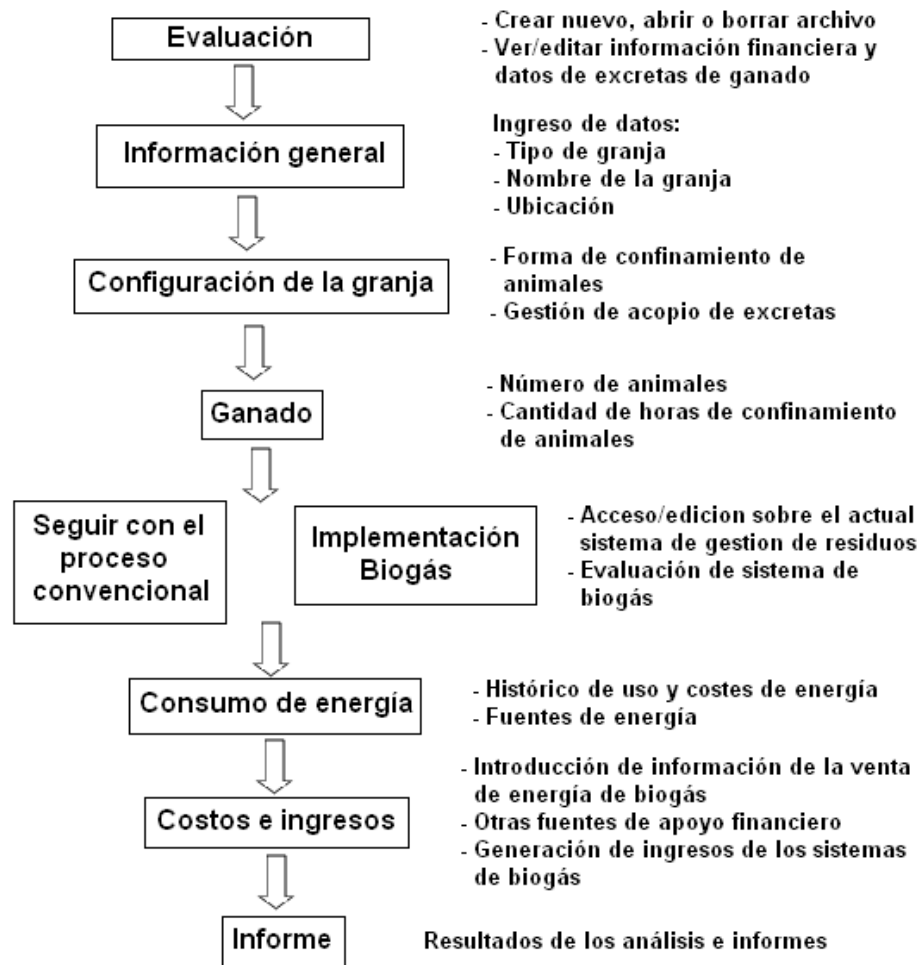 Evaluación
- Crear nuevo, abrir o borrar archivo
- Ver/editar información financiera y
datos de excretas de ganado
Información general
Ingreso de datos:
- Tipo de granja
- Nombre de la granja
- Ubicación
Configuración de la granja
- Forma de confinamiento de
animales
- Gestión de acopio de excretas
Ganado
- Número de animales
- Cantidad de horas de confinamiento
de animales
Seguir con el
proceso
convencional
Implementación
Biogás
- Acceso/edicion sobre el actual
sistema de gestion de residuos
- Evaluación de sistema de
biogás
Consumo de energía
- Histórico de uso y costes de energía
- Fuentes de energía
Costos e ingresos
- Introducción de información de la venta
de energía de biogás
- Otras fuentes de apoyo financiero
- Generación de ingresos de los sistemas
de biogás
Informe
Resultados de los análisis e informes